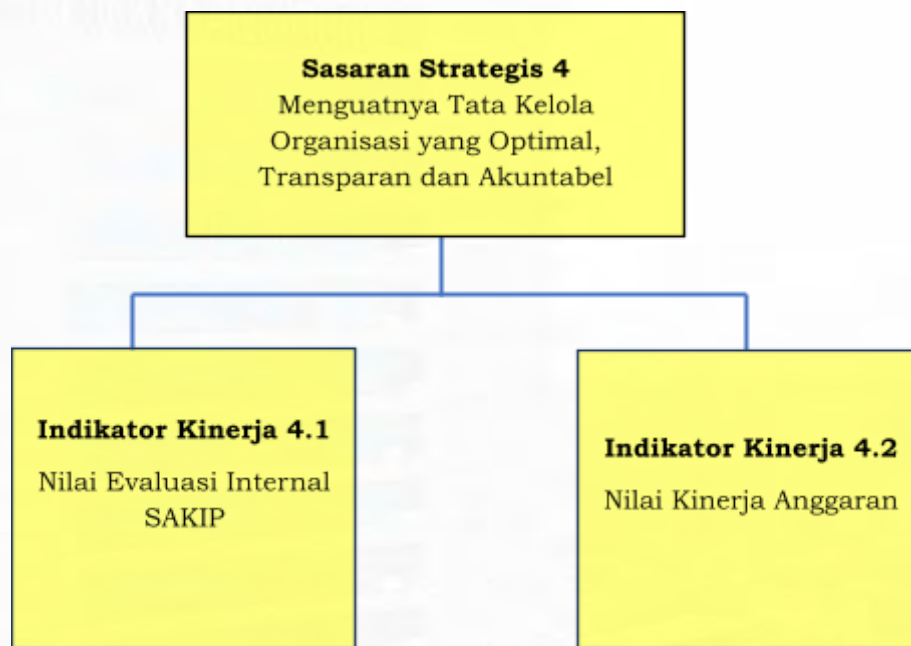 Sasaran Strategis 4
Menguatnya Tata Kelola
Organisasi yang Optimal,
Transparan dan Akuntabel
Indikator Kinerja 4.1
Nilai Evaluasi Internal
SAKIP
Indikator Kinerja 4.2
Nilai Kinerja Anggaran